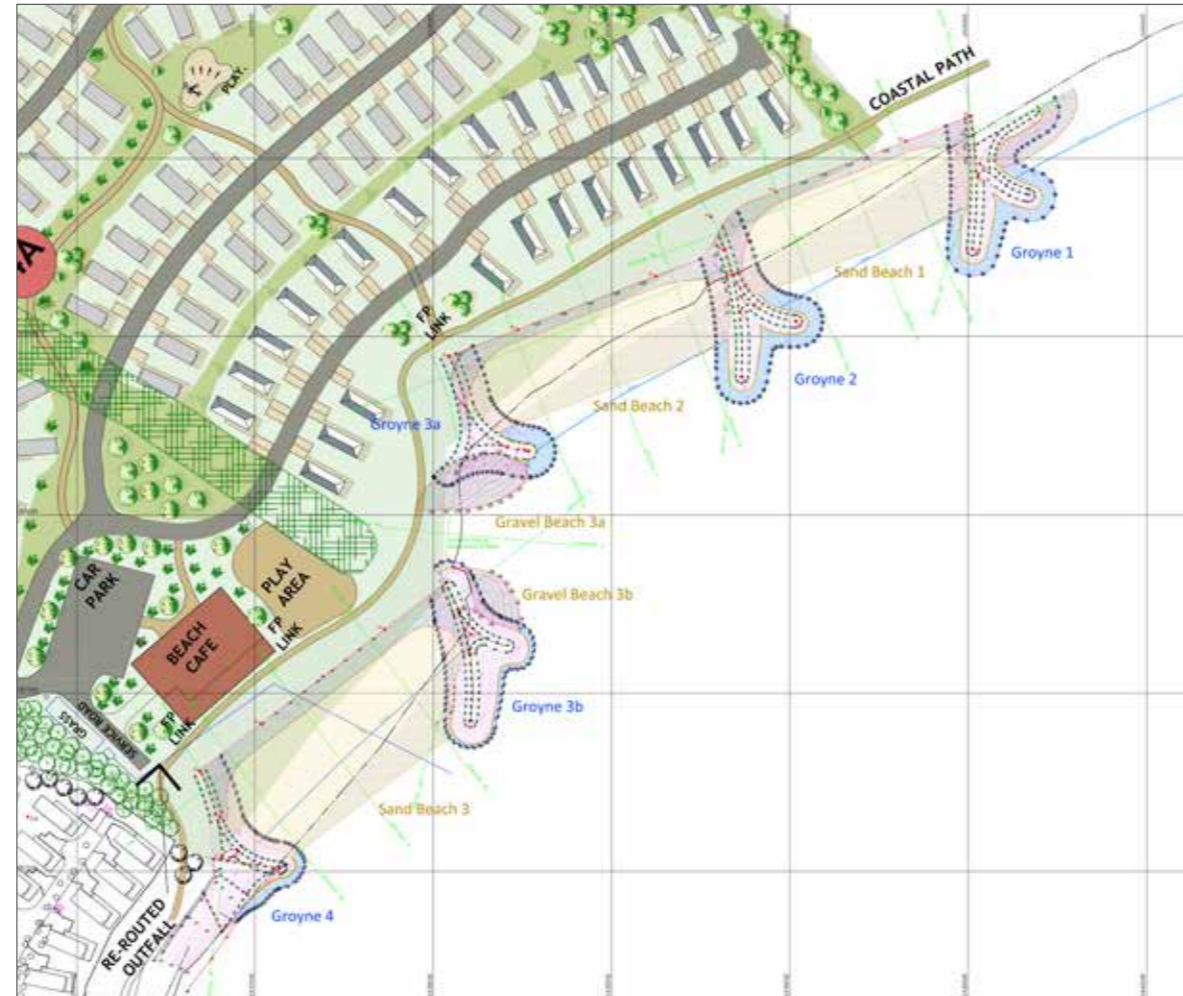 PLAY.
COASTAL PATH
4A
Groyne 1
Sand Beach 1
FP
LINK
Groyne 2
Sand Beach 2
Groyne 3a
Gravel Beach 3a
CAR
PARK
PLAY
AREA
Gravel Beach 3b
BEACH
CAFE
FP
LINK
Groyne 3b
GRASS
SERVICE ROAD
FP
LINK
Sand Beach 3
Groyne 4
RE-ROUTED
OUTFALL